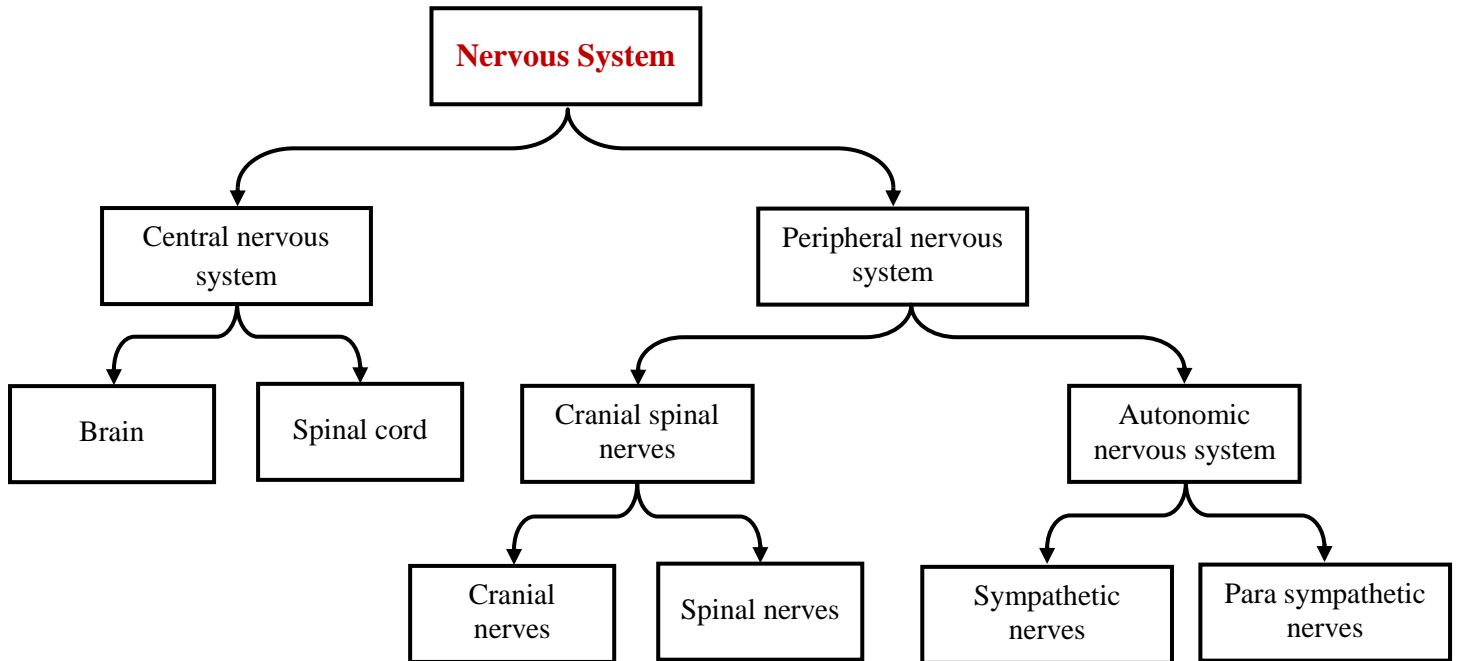 Nervous System
Central nervous
system
Peripheral nervous
system
Brain
Spinal cord
Cranial spinal
nerves
Autonomic
nervous system
Cranial
nerves
Spinal nerves
Sympathetic
nerves
Para sympathetic
nerves